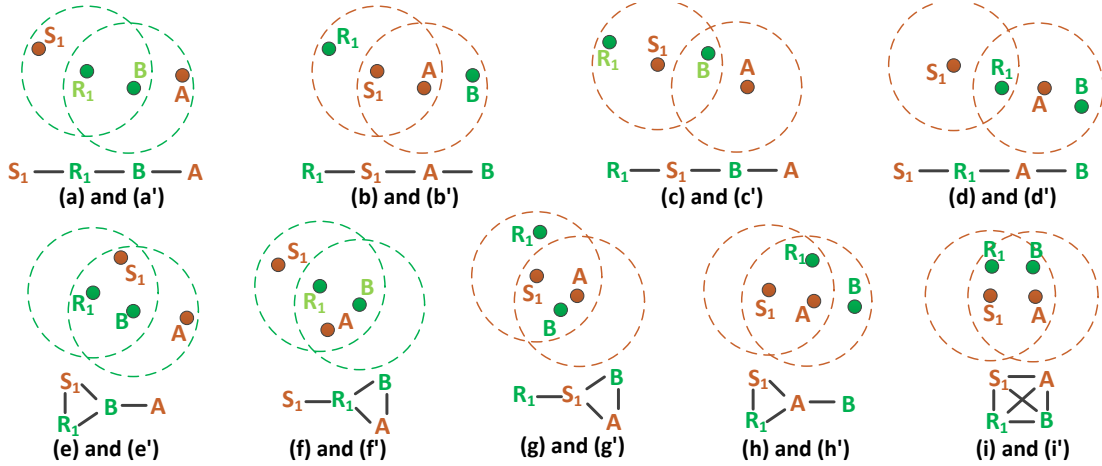 S1 R1 B A
S1 — R1 — B — A
(a) and (a')
R1 S1 A B
R1 — S1 — A — B
(b) and (b')
R1 S1 B A
R1 — S1 — B — A
(c) and (c')
S1 R1 A B
S1 — R1 — A — B
(d) and (d')
S1 R1 B A
S1
B — A
R1
(e) and (e')
S1 R1 B A
B
S1 — R1
A
(f) and (f')
R1 S1 A B
B
R1 — S1
A
(g) and (g')
R1 S1 A B
S1
A — B
R1
(h) and (h')
R1 B
S1 A
S1 A
R1 B
(i) and (i')